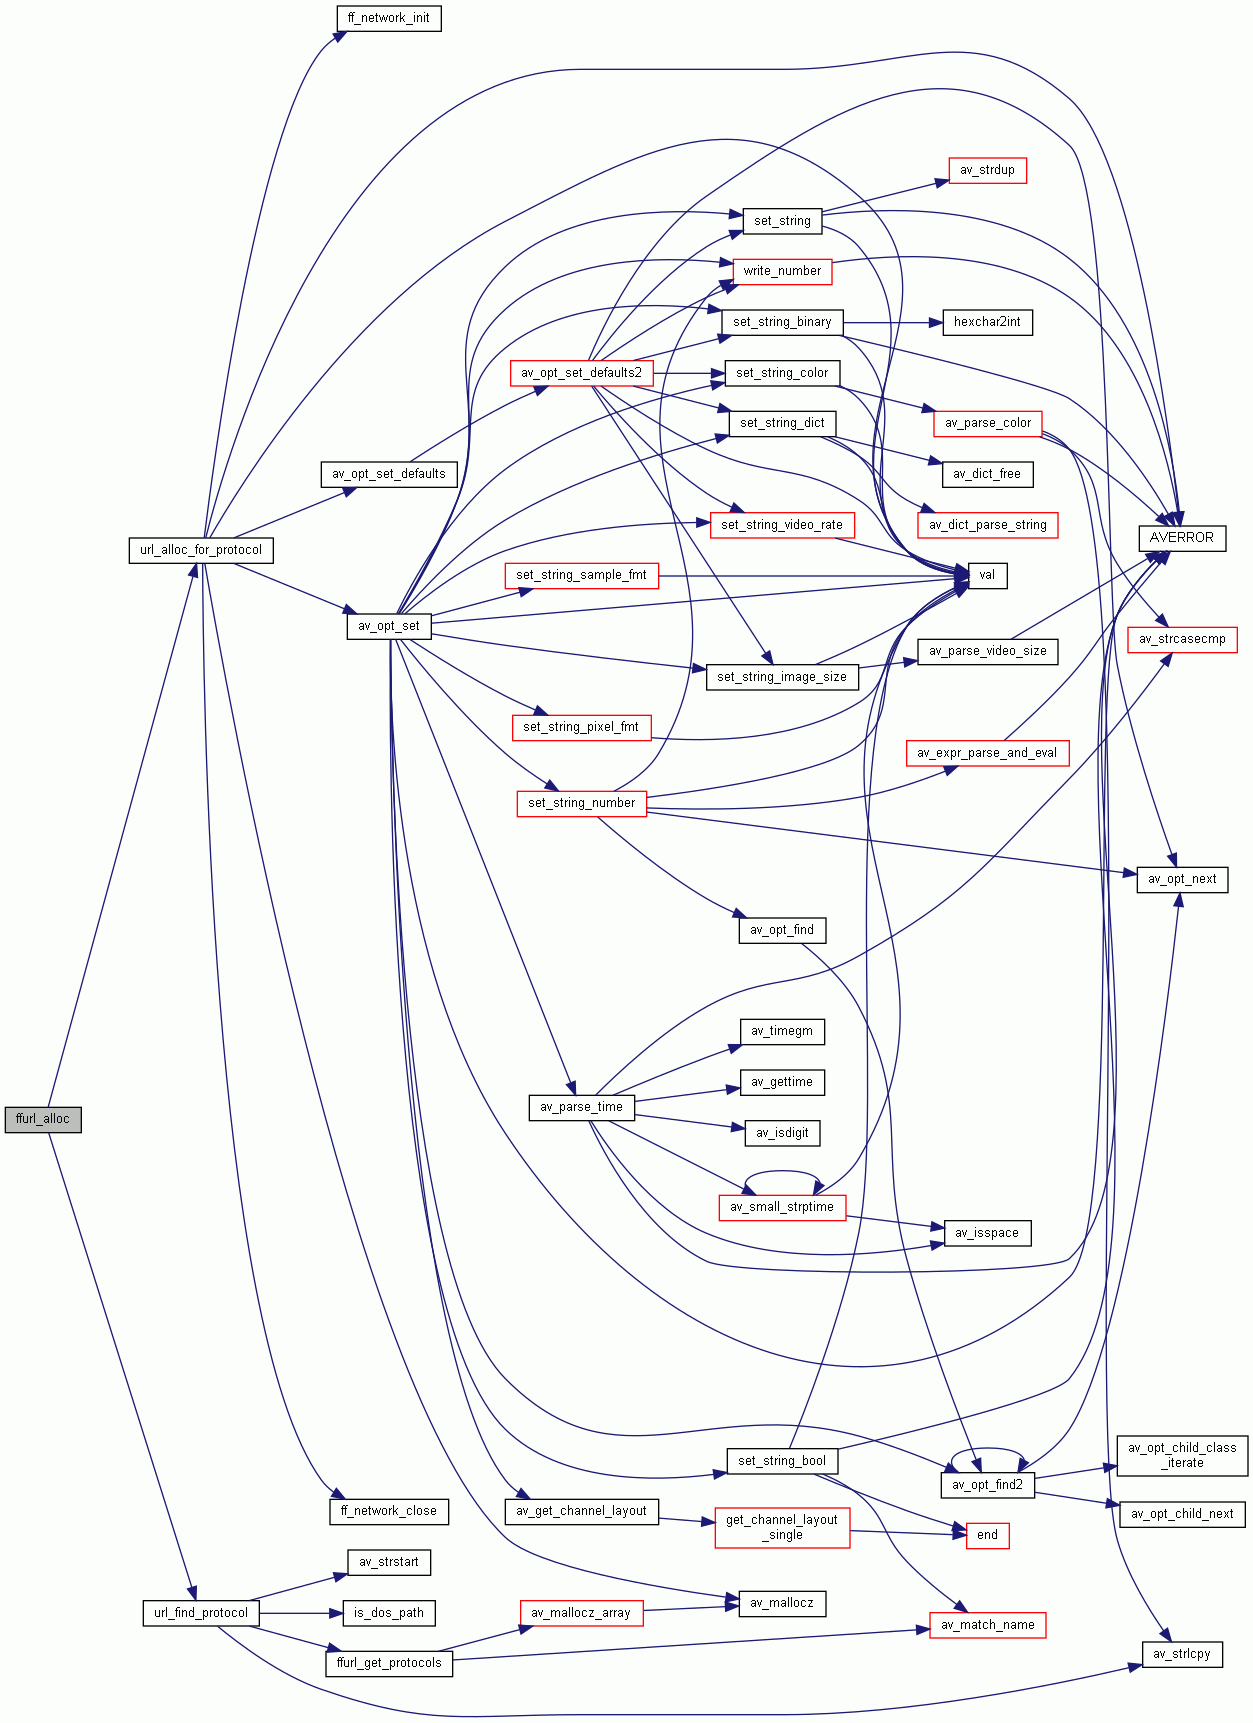 ff_network_init
av_strdup
set_string
write_number
set_string_binary
hexchar2int
av_opt_set_defaults2
set_string_color
set_string_dict
av_parse_color
av_opt_set_defaults
av_dict_free
set_string_video_rate
av_dict_parse_string
AVERROR
url_alloc_for_protocol
set_string_sample_fmt
val
av_opt_set
av_strcasecmp
av_parse_video_size
set_string_image_size
set_string_pixel_fmt
av_expr_parse_and_eval
set_string_number
av_opt_next
av_opt_find
av_timegm
av_gettime
av_parse_time
ffurl_alloc
av_isdigit
av_small_strptime
av_isspace
av_opt_child_class
_iterate
set_string_bool
av_opt_find2
ff_network_close
av_get_channel_layout
get_channel_layout
_single
end
av_opt_child_next
av_strstart
url_find_protocol
is_dos_path
av_mallocz_array
av_mallocz
av_match_name
ffurl_get_protocols
av_strlcpy